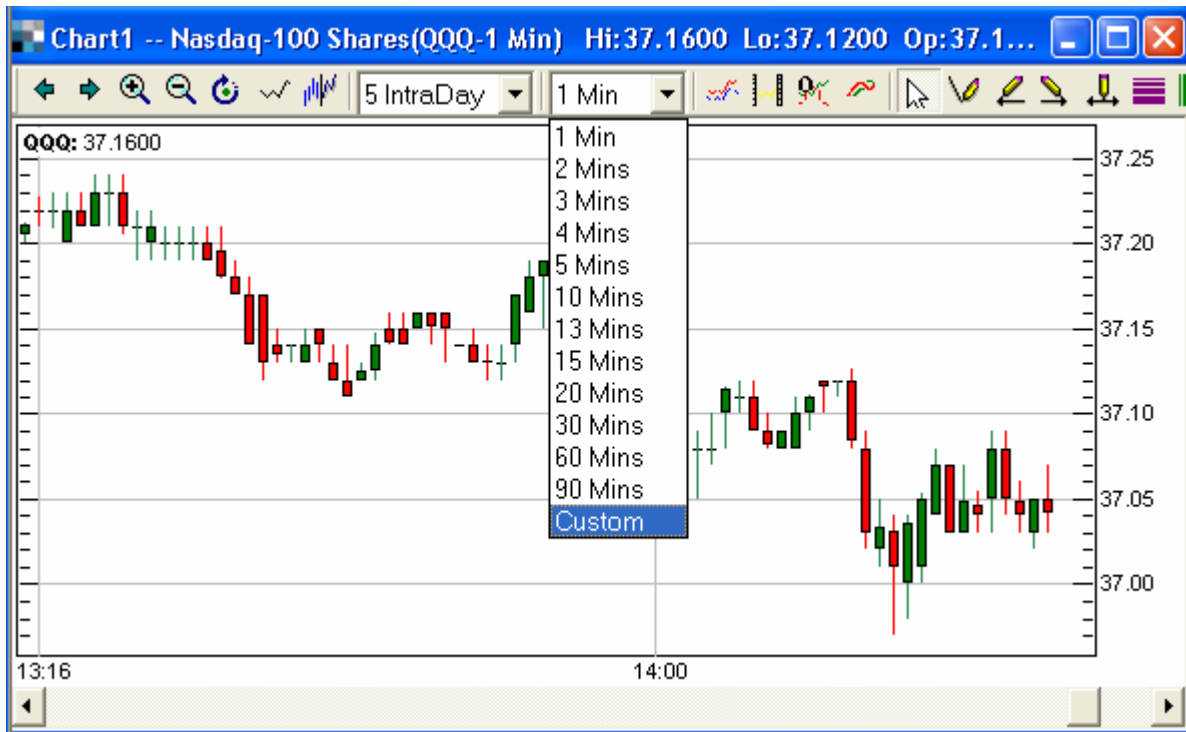 Chart1 -- Nasdaq-100 Shares(QQQ-1 Min) Hi:37.1600 Lo:37.1200 Op:37.1...
5 IntraDay 1 Min
QQQ: 37.1600
1 Min
2 Mins
3 Mins
4 Mins
5 Mins
10 Mins
13 Mins
15 Mins
20 Mins
30 Mins
60 Mins
90 Mins
Custom
37.25
37.20
37.15
37.10
37.05
37.00
13:16 14:00